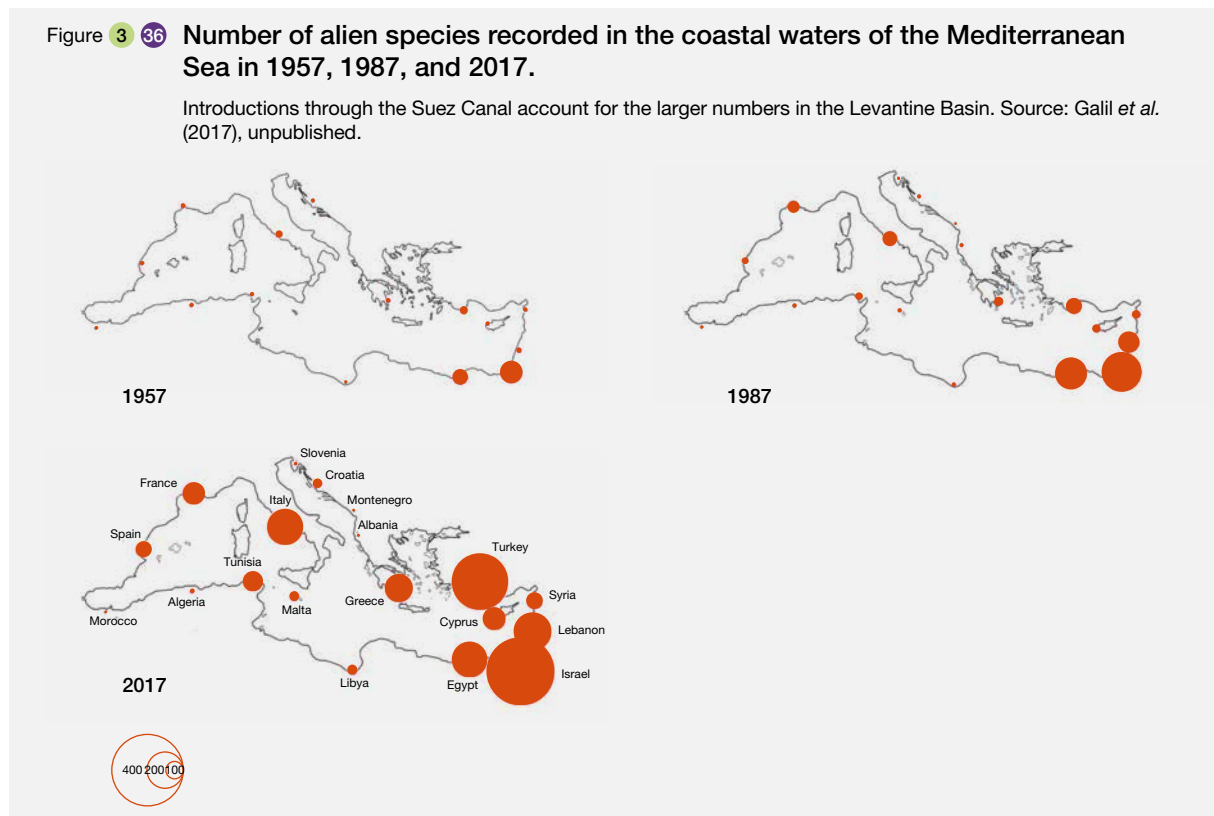 Figure 3 36 Number of alien species recorded in the coastal waters of the Mediterranean
Sea in 1957, 1987, and 2017.
Introductions through the Suez Canal account for the larger numbers in the Levantine Basin. Source: Galil et al.
(2017), unpublished.
1957
1987
Slovenia
Croatia
France
Italy
Montenegro
Albania
Spain
Turkey
Tunisia
Algeria
Malta
Greece
Syria
Morocco
Cyprus
Lebanon
Israel
Libya
Egypt
2017
400 200 100